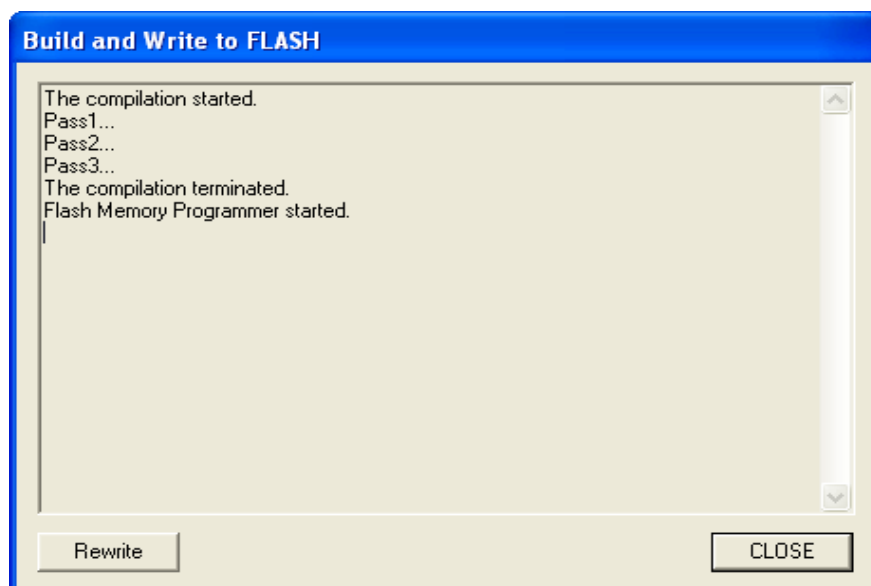 Build and Write to FLASH
The compilation started.
Pass1...
Pass2...
Pass3...
The compilation terminated.
Flash Memory Programmer started.
Rewrite
CLOSE